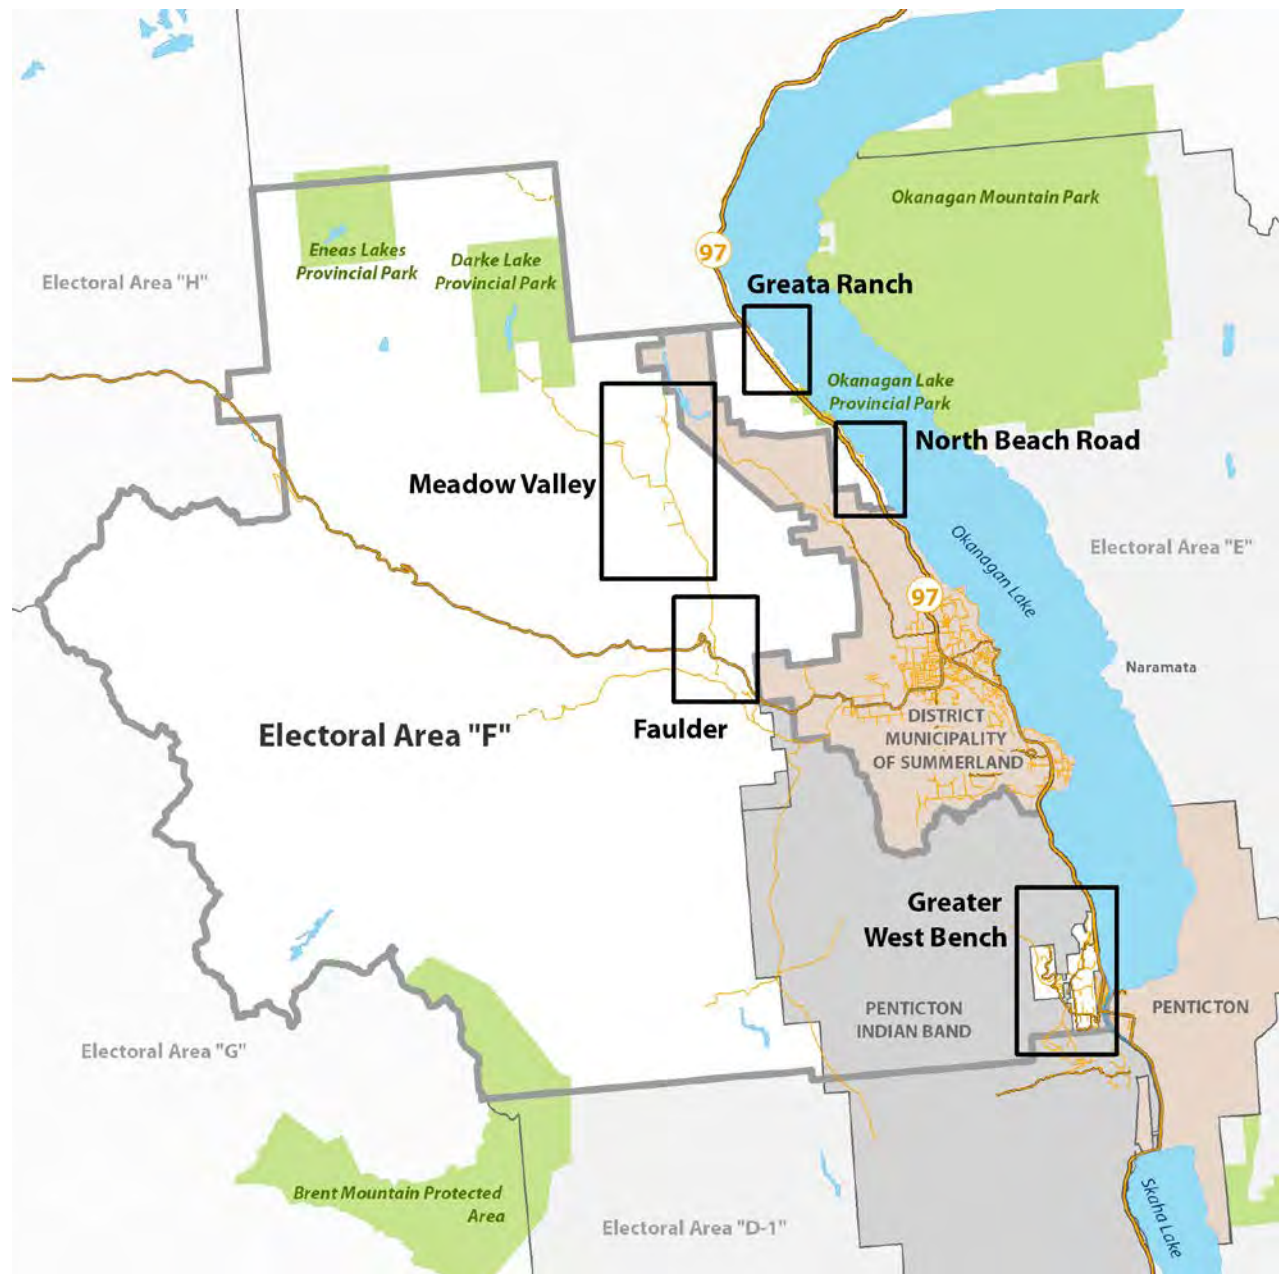 Okanagan Mountain Park
Eneas Lakes
Provincial Park
Darke Lake
Provincial Park
97
Electoral Area "H"
Greata Ranch
Okanagan Lake
Provincial Park
North Beach Road
Meadow Valley
Okanagan Lake
Electoral Area "E"
97
Naramata
Faulder
Electoral Area "F"
DISTRICT
MUNICIPALITY
OF SUMMERLAND
Greater
West Bench
PENTICTON
INDIAN BAND
PENTICTON
Electoral Area "G"
Brent Mountain Protected
Area
Electoral Area "D-1"
Skaha Lake